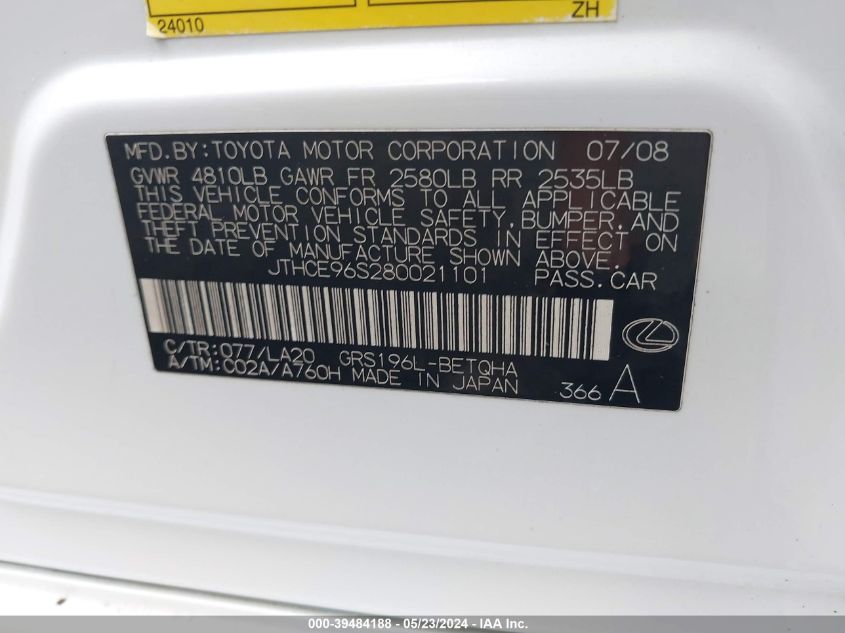 24010 ZH
MFD.BY:TOYOTA MOTOR CORPORATION 07/08
GVWR 4810LB GAWR FR 2580LB RR 2535LB
THIS VEHICLE CONFORMS TO ALL APPLICABLE
FEDERAL MOTOR VEHICLE SAFETY,BUMPER,AND
THEFT PREVENTION STANDARDS IN EFFECT ON
THE DATE OF MANUFACTURE SHOWN ABOVE.
JTHCE96S280021101 PASS.CAR
C/TR:077/LA20 GRS196L-BETQHA
A/TM:C02A/A760H MADE IN JAPAN 366 A
000-39484188 - 05/23/2024 - IAA Inc.